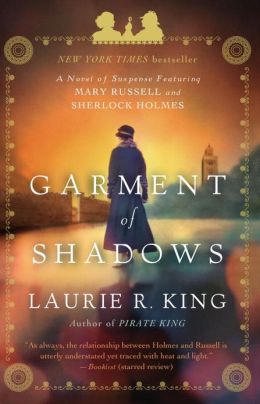 NEW YORK TIMES bestseller
A Novel of Suspense Featuring
MARY RUSSELL and
SHERLOCK HOLMES
GARMENT
of
SHADOWS
LAURIE R. KING
Author of PIRATE KING
"As always, the relationship between Holmes and Russell is
utterly understated yet traced with heat and light."
— Booklist (starred review)